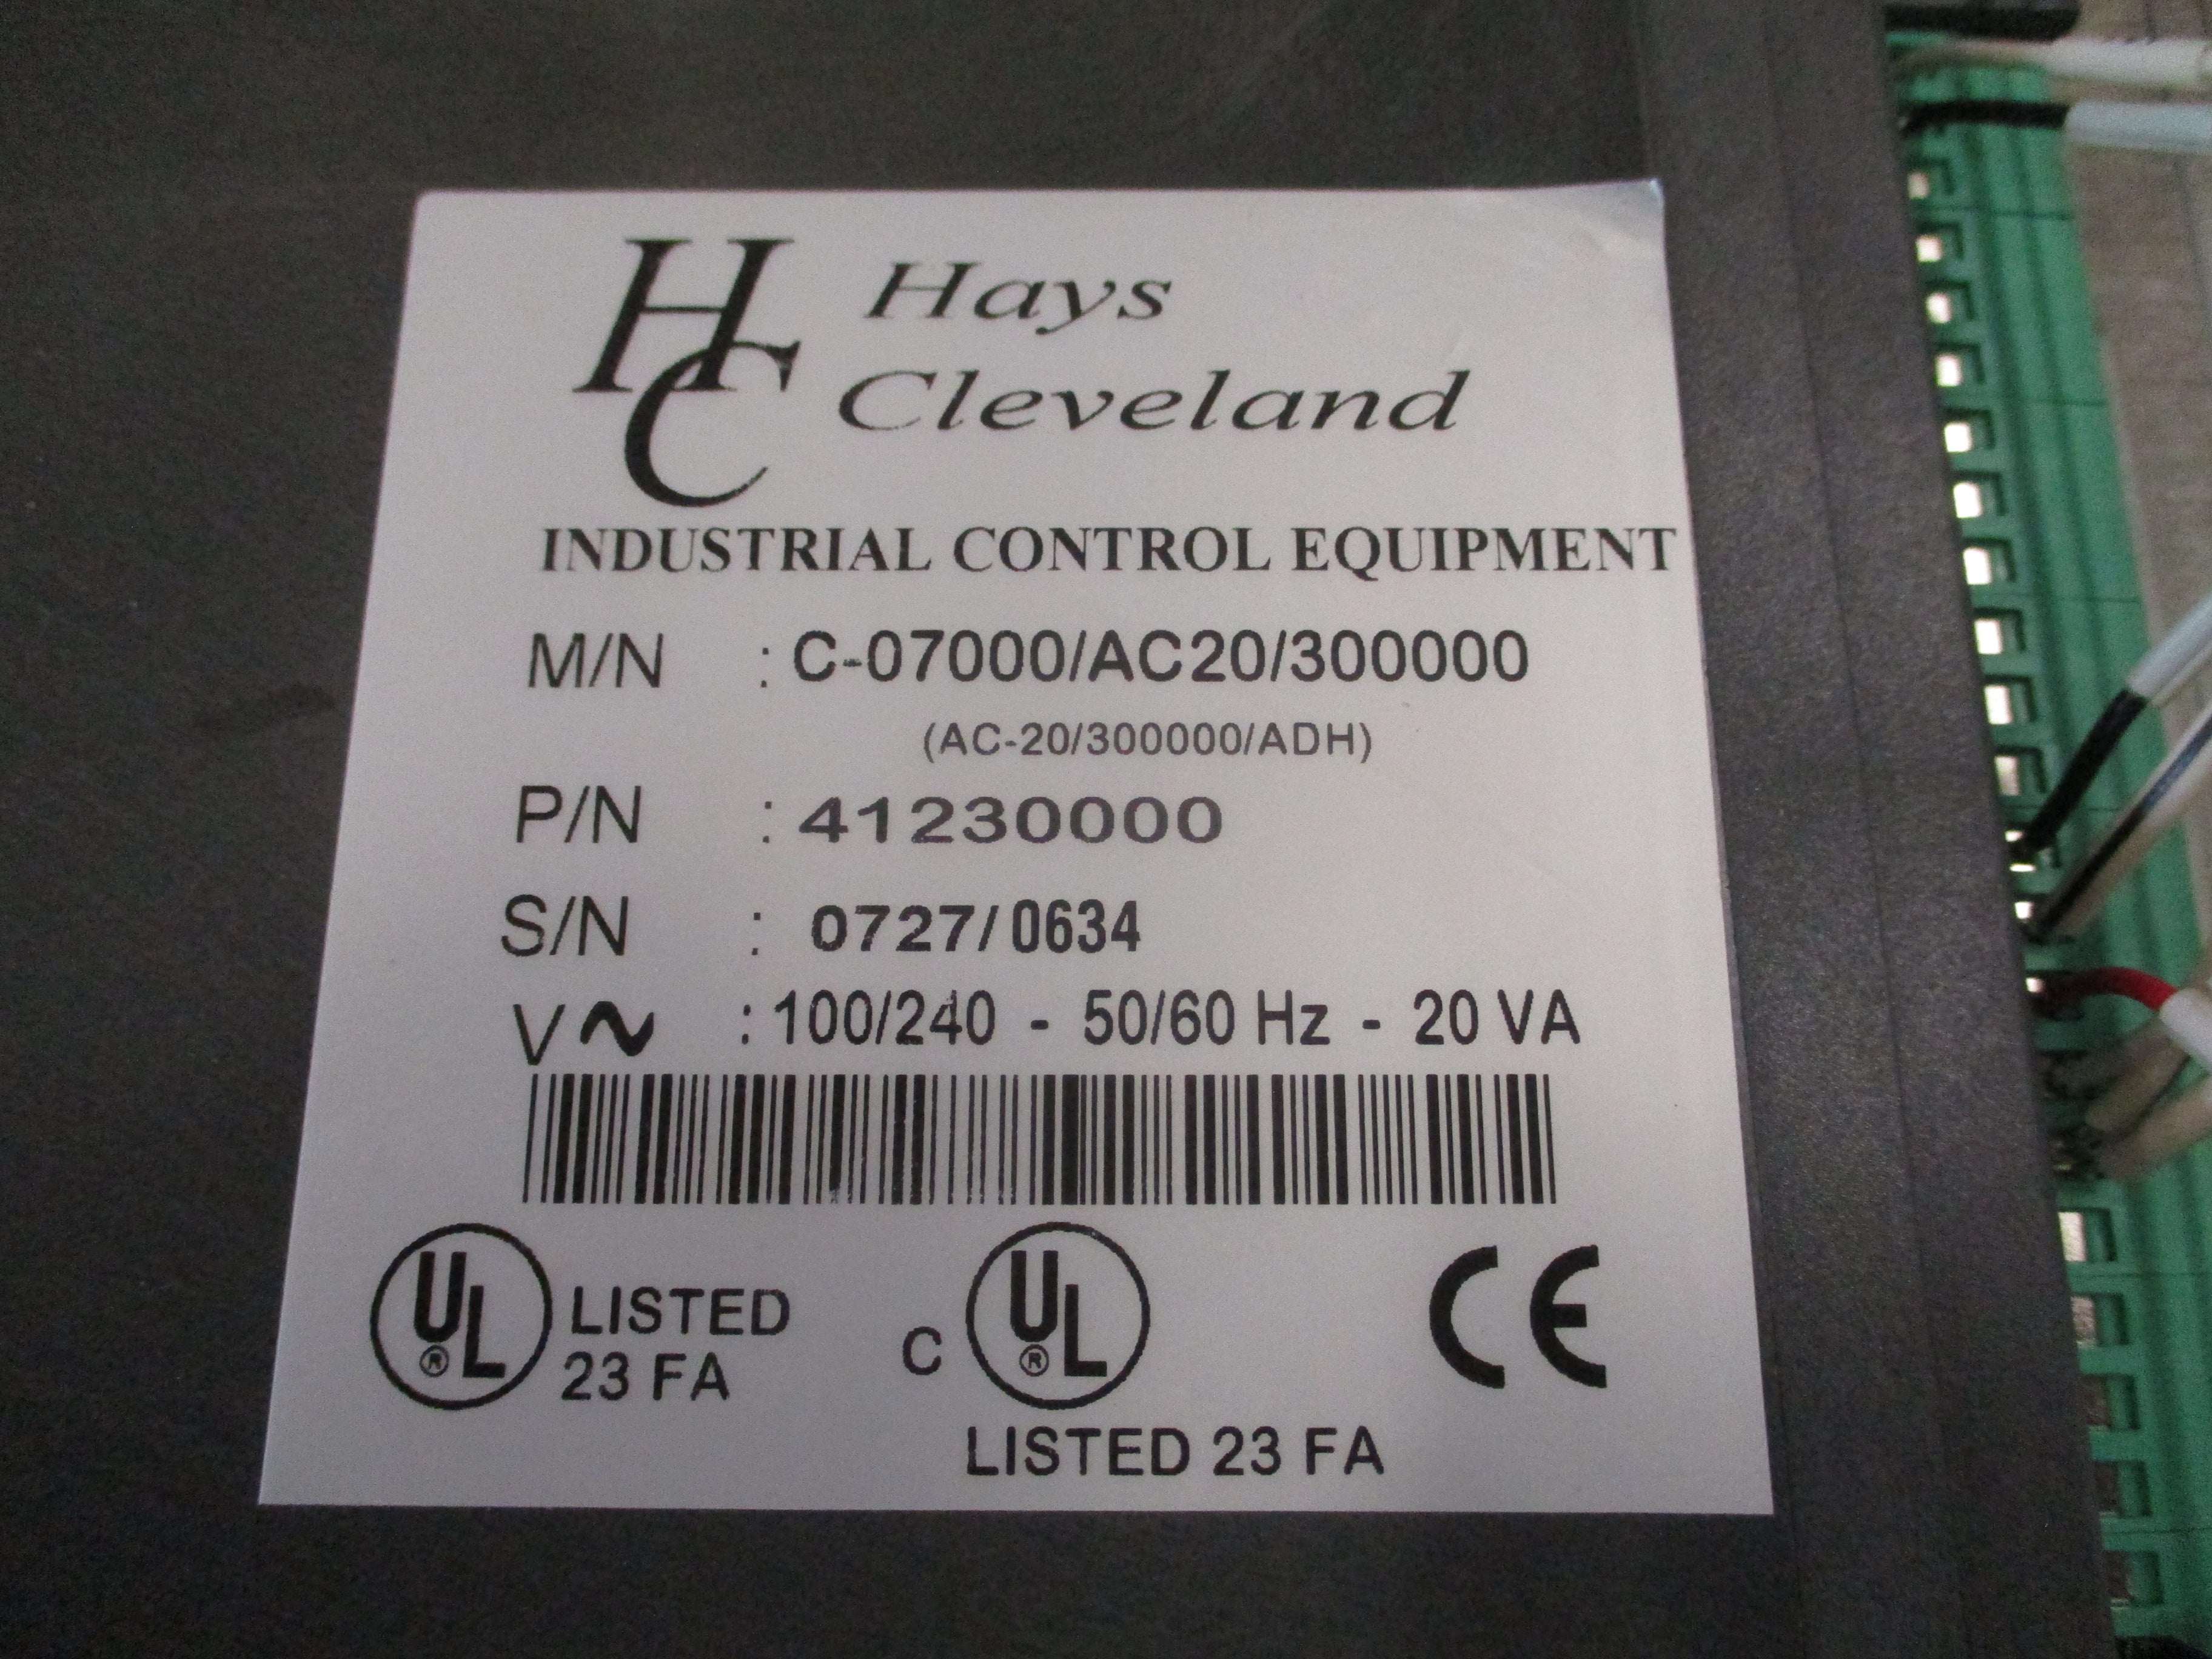 HC Hays
Cleveland
INDUSTRIAL CONTROL EQUIPMENT
M/N : C-07000/AC20/300000
(AC-20/300000/ADH)
P/N : 41230000
S/N : 0727/0634
V~ : 100/240 - 50/60 Hz - 20 VA
UL ® LISTED
23 FA
C UL ®
LISTED 23 FA
CE